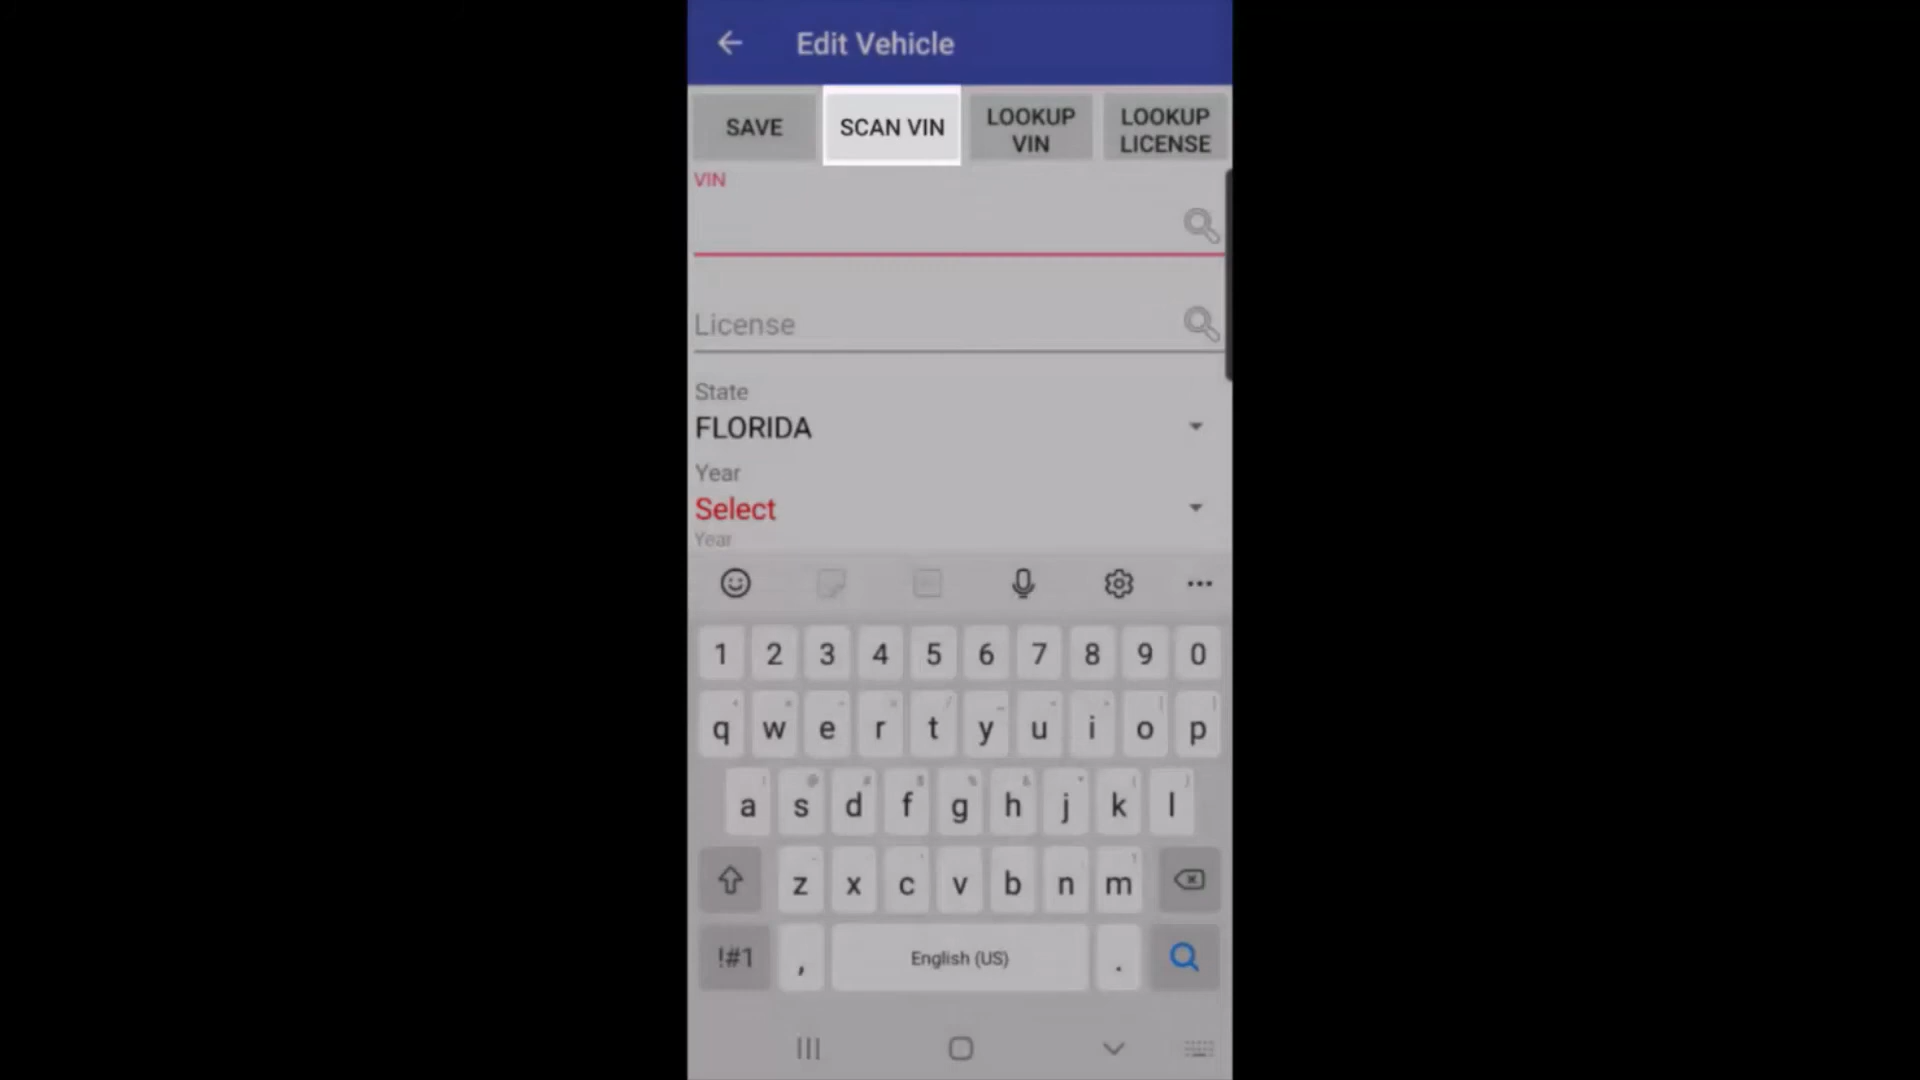 Edit Vehicle
SAVE
SCAN VIN
LOOKUP
VIN
LOOKUP
LICENSE
VIN
License
State
FLORIDA
Year
Select
Year
1 2 3 4 5 6 7 8 9 0
q w e r t y u i o p
a s d f g h j k l
z x c v b n m
!#1 , English (US) .